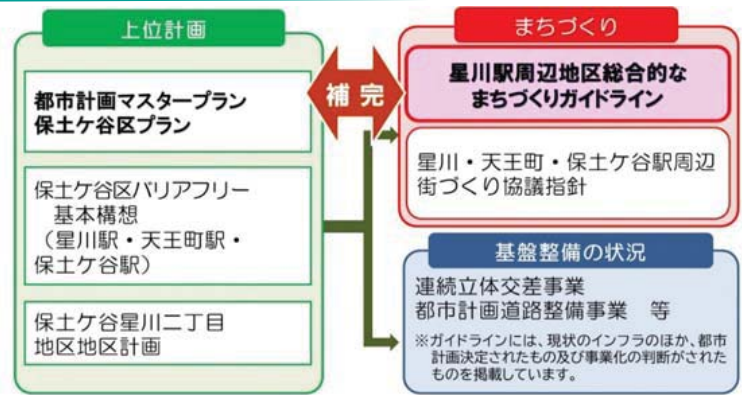 上位計画
都市計画マスタープラン
保土ケ谷区プラン
保土ケ谷区バリアフリー
基本構想
（星川駅・天王町駅・
保土ケ谷駅）
保土ケ谷星川二丁目
地区地区計画
補完
まちづくり
星川駅周辺地区総合的な
まちづくりガイドライン
星川・天王町・保土ケ谷駅周辺
街づくり協議指針
基盤整備の状況
連続立体交差事業
都市計画道路整備事業　等
※ガイドラインには、現状のインフラのほか、都市
計画決定されたもの及び事業化の判断がされた
ものを掲載しています。